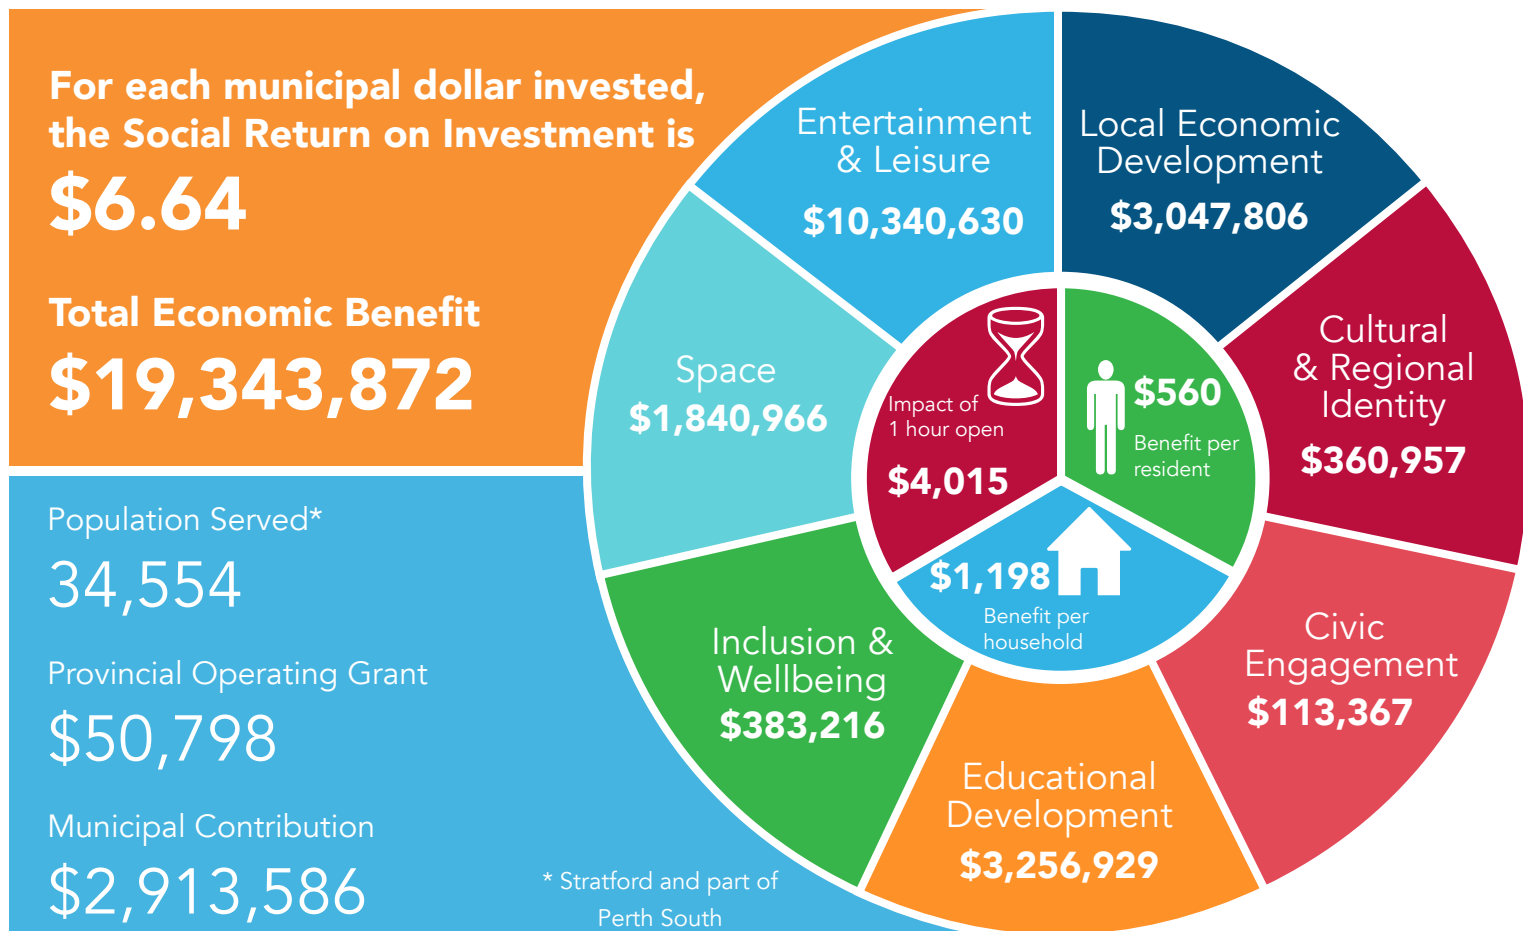 For each municipal dollar invested,
the Social Return on Investment is
$6.64
Total Economic Benefit
$19,343,872
Population Served*
34,554
Provincial Operating Grant
$50,798
Municipal Contribution
$2,913,586
* Stratford and part of
Perth South
Entertainment
& Leisure
$10,340,630
Local Economic
Development
$3,047,806
Cultural
& Regional
Identity
$360,957
Civic
Engagement
$113,367
Educational
Development
$3,256,929
Inclusion &
Wellbeing
$383,216
Space
$1,840,966
Impact of
1 hour open
$4,015
$560
Benefit per
resident
$1,198
Benefit per
household